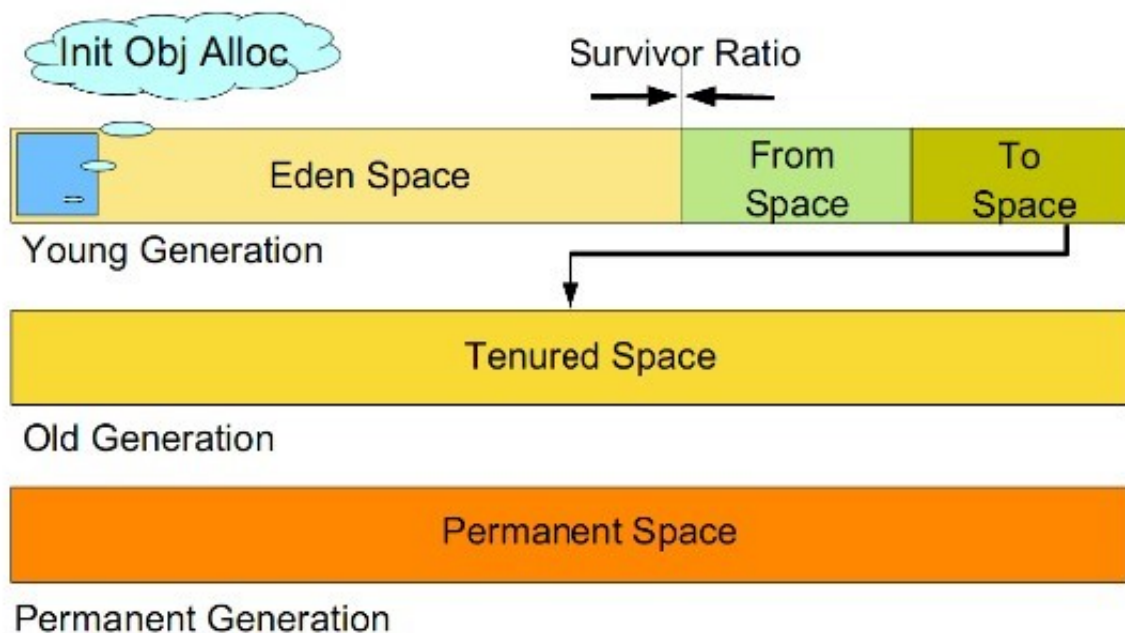 Init Obj Alloc
Survivor Ratio
Eden Space
From
Space
To
Space
Young Generation
Tenured Space
Old Generation
Permanent Space
Permanent Generation